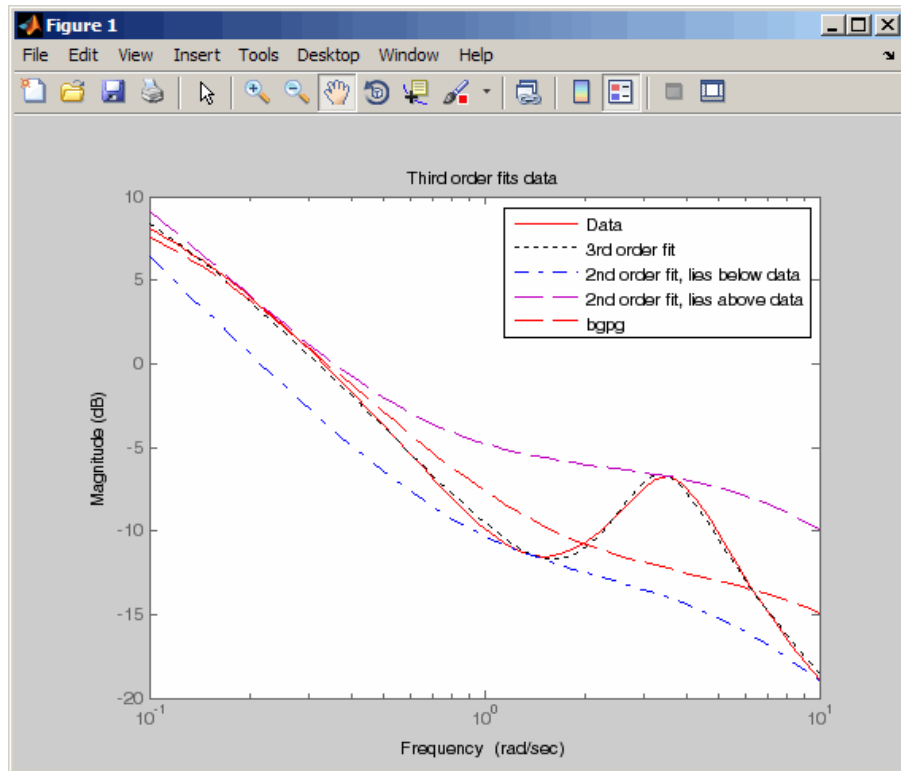 Figure 1
File Edit View Insert Tools Desktop Window Help
Third order fits data
Data
3rd order fit
2nd order fit, lies below data
2nd order fit, lies above data
bgpg
10
5
0
-5
-10
-15
-20
Magnitude (dB)
10^-1
10^0
10^1
Frequency (rad/sec)